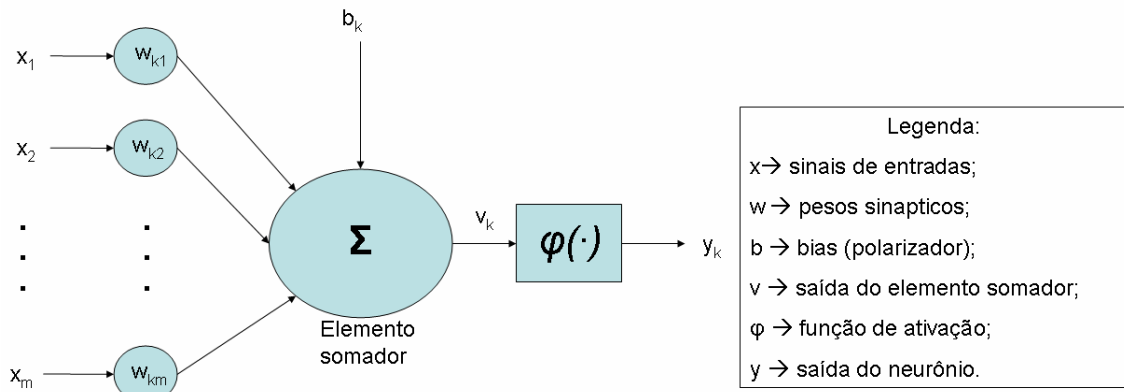 b_k
x_1 w_k1
x_2 w_k2
Σ
v_k
φ(·)
y_k
x_m w_km
Elemento
somador
Legenda:
x→ sinais de entradas;
w → pesos sinapticos;
b → bias (polarizador);
v → saída do elemento somador;
φ → função de ativação;
y → saída do neurônio.